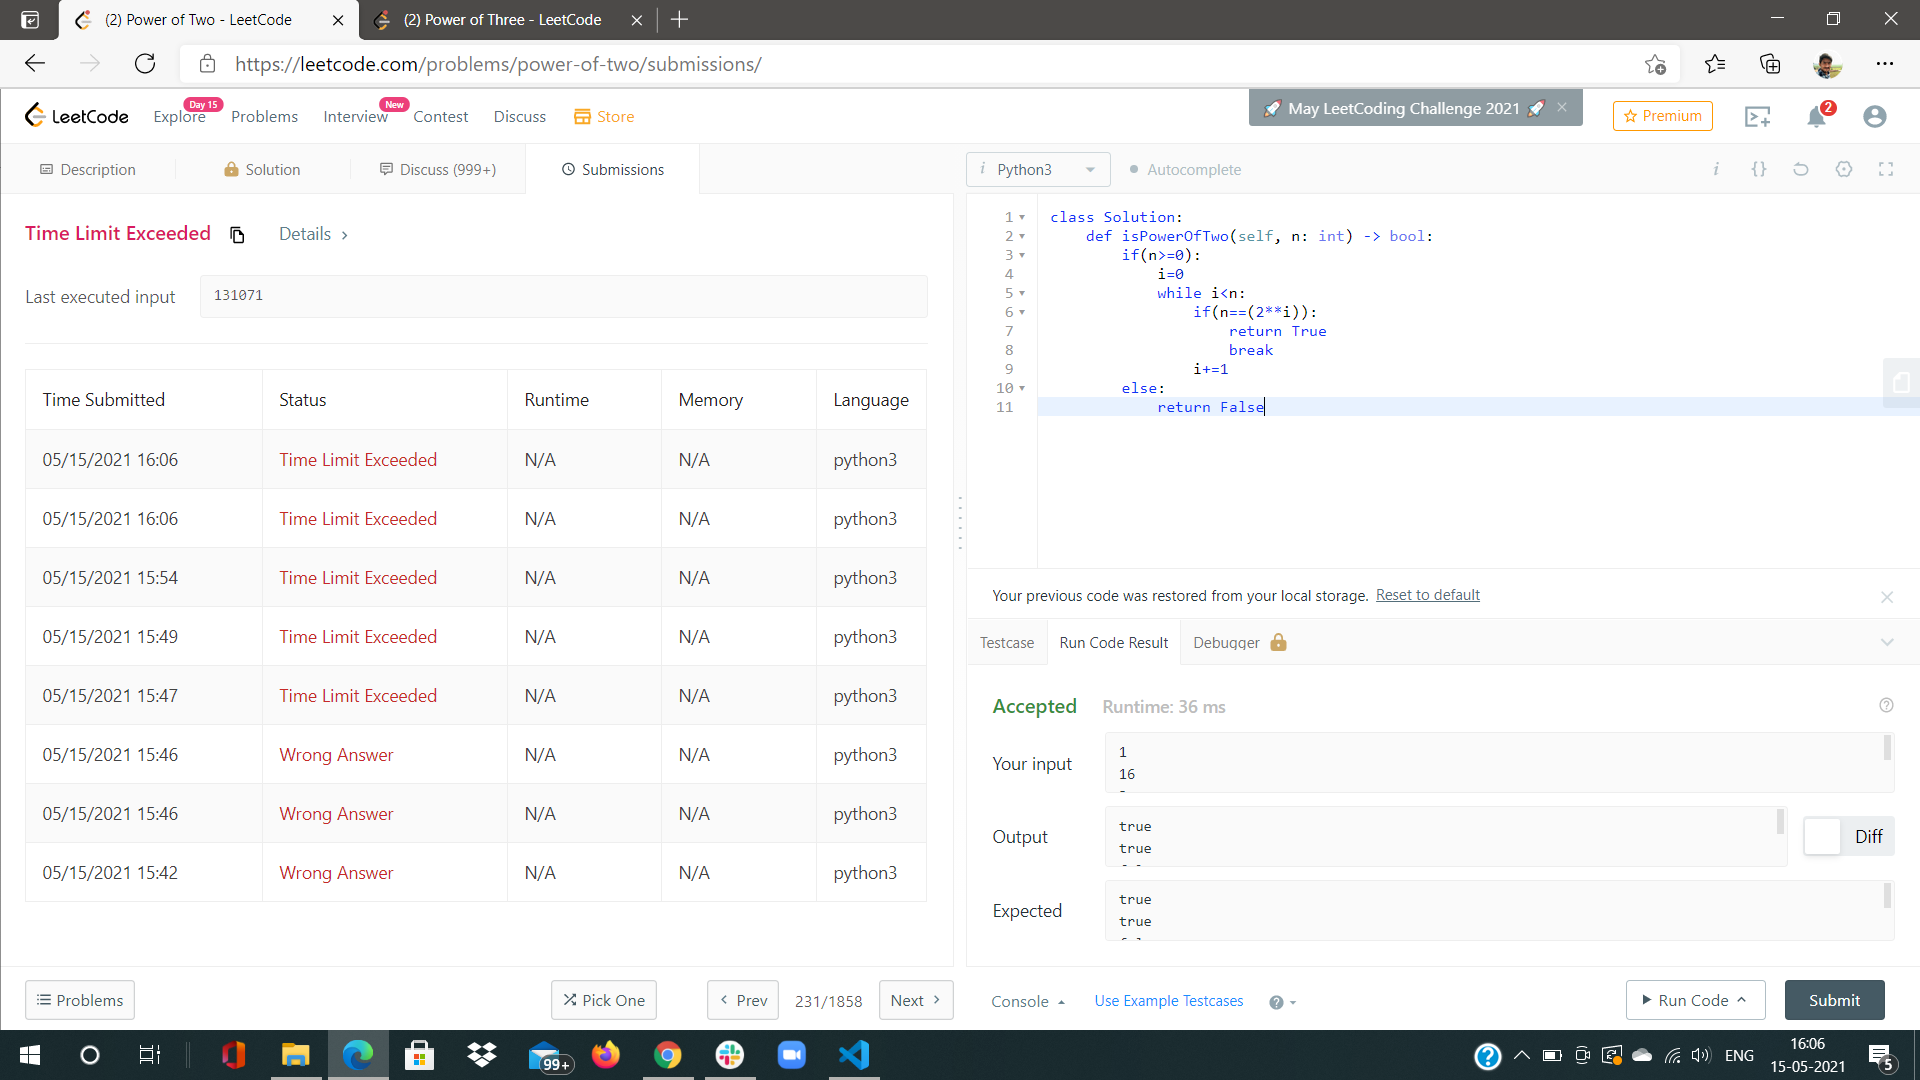 (2) Power of Two - LeetCode
(2) Power of Three - LeetCode
https://leetcode.com/problems/power-of-two/submissions/
LeetCode
Explore
Day 15
Problems
Interview
New
Contest
Discuss
Store
🚀 May LeetCoding Challenge 2021 🚀
Premium
2
Description
Solution
Discuss (999+)
Submissions
Time Limit Exceeded
Details >
Last executed input
131071
Time Submitted Status Runtime Memory Language
05/15/2021 16:06 Time Limit Exceeded N/A N/A python3
05/15/2021 16:06 Time Limit Exceeded N/A N/A python3
05/15/2021 15:54 Time Limit Exceeded N/A N/A python3
05/15/2021 15:49 Time Limit Exceeded N/A N/A python3
05/15/2021 15:47 Time Limit Exceeded N/A N/A python3
05/15/2021 15:46 Wrong Answer N/A N/A python3
05/15/2021 15:46 Wrong Answer N/A N/A python3
05/15/2021 15:42 Wrong Answer N/A N/A python3
Problems
Pick One
< Prev
231/1858
Next >
i Python3
Autocomplete
i {}
1 class Solution:
2     def isPowerOfTwo(self, n: int) -> bool:
3         if(n>=0):
4             i=0
5             while i<n:
6                 if(n==(2**i)):
7                     return True
8                     break
9                 i+=1
10         else:
11             return False
Your previous code was restored from your local storage. Reset to default
Testcase
Run Code Result
Debugger
Accepted
Runtime: 36 ms
Your input
1
16
Output
true
true
Diff
Expected
true
true
Console
Use Example Testcases
Run Code
Submit
99+
ENG
16:06
15-05-2021
5